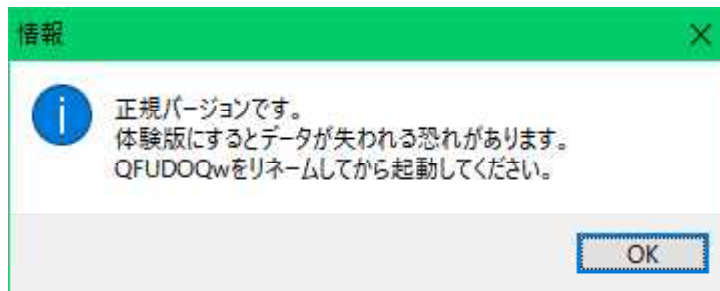 情報
正規バージョンです。
体験版にするとデータが失われる恐れがあります。
QFUDOQwをリネームしてから起動してください。
OK